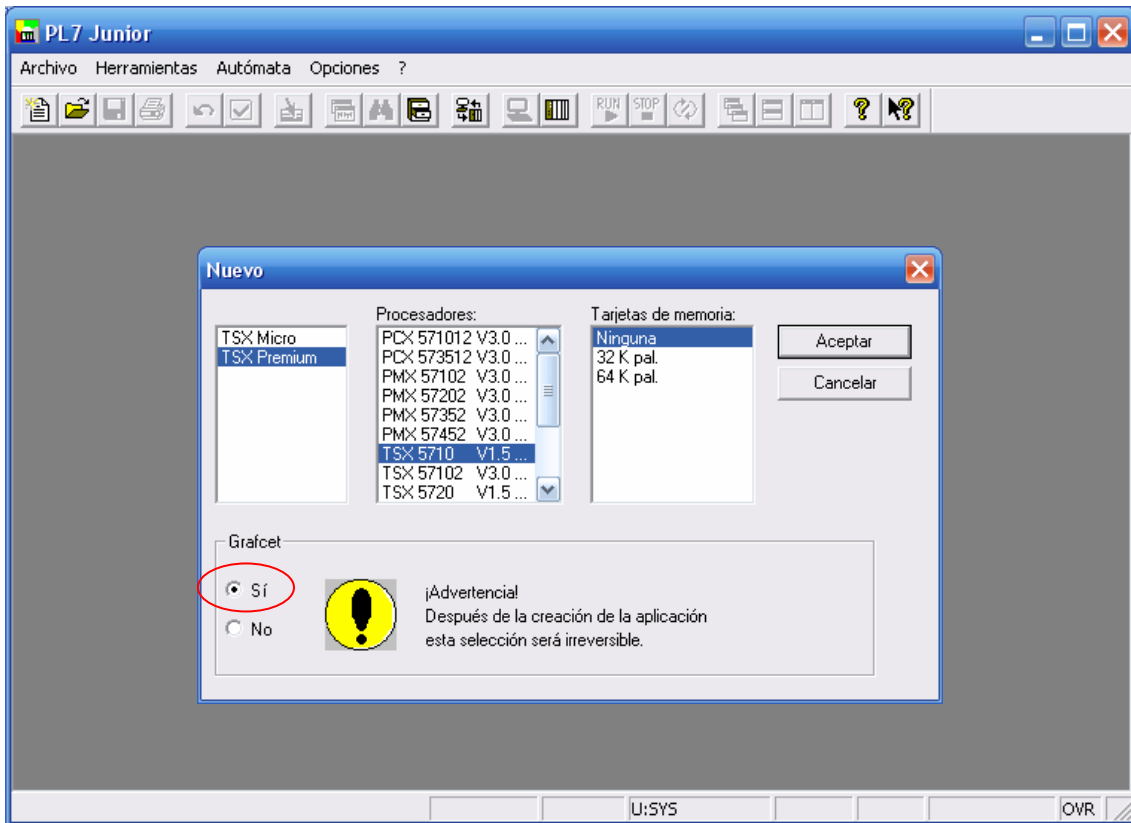 PL7 Junior
Archivo Herramientas Autómata Opciones ?
RUN STOP
Nuevo
TSX Micro
TSX Premium
Procesadores:
PCX 571012 V3.0 ...
PCX 573512 V3.0 ...
PMX 57102 V3.0 ...
PMX 57202 V3.0 ...
PMX 57352 V3.0 ...
PMX 57452 V3.0 ...
TSX 5710 V1.5 ...
TSX 57102 V3.0 ...
TSX 5720 V1.5 ...
Tarjetas de memoria:
Ninguna
32 K pal.
64 K pal.
Aceptar
Cancelar
Grafcet
Sí
No
¡Advertencia!
Después de la creación de la aplicación
esta selección será irreversible.
U:SYS
OVR